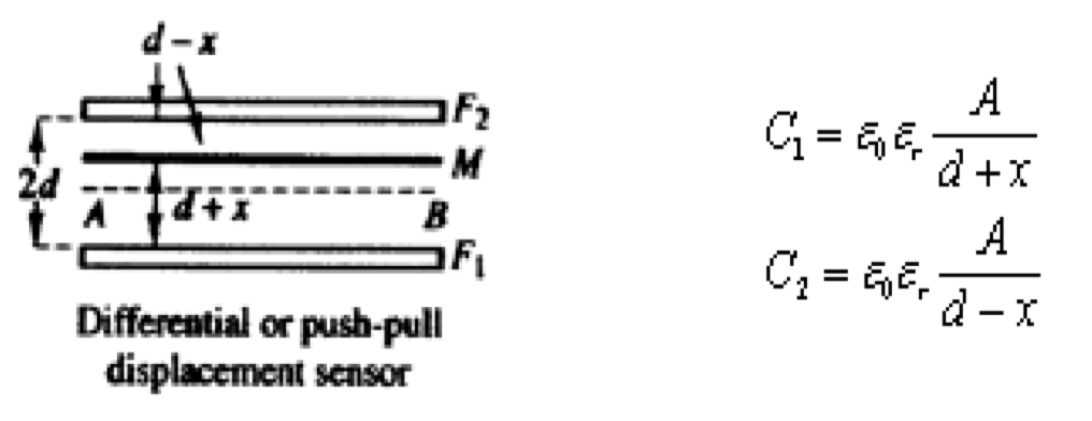 d − x
F₂
M
2d
A
d + x
B
F₁
Differential or push-pull
displacement sensor
C₁ = ε₀ εᵣ A / (d + x)
C₂ = ε₀ εᵣ A / (d − x)